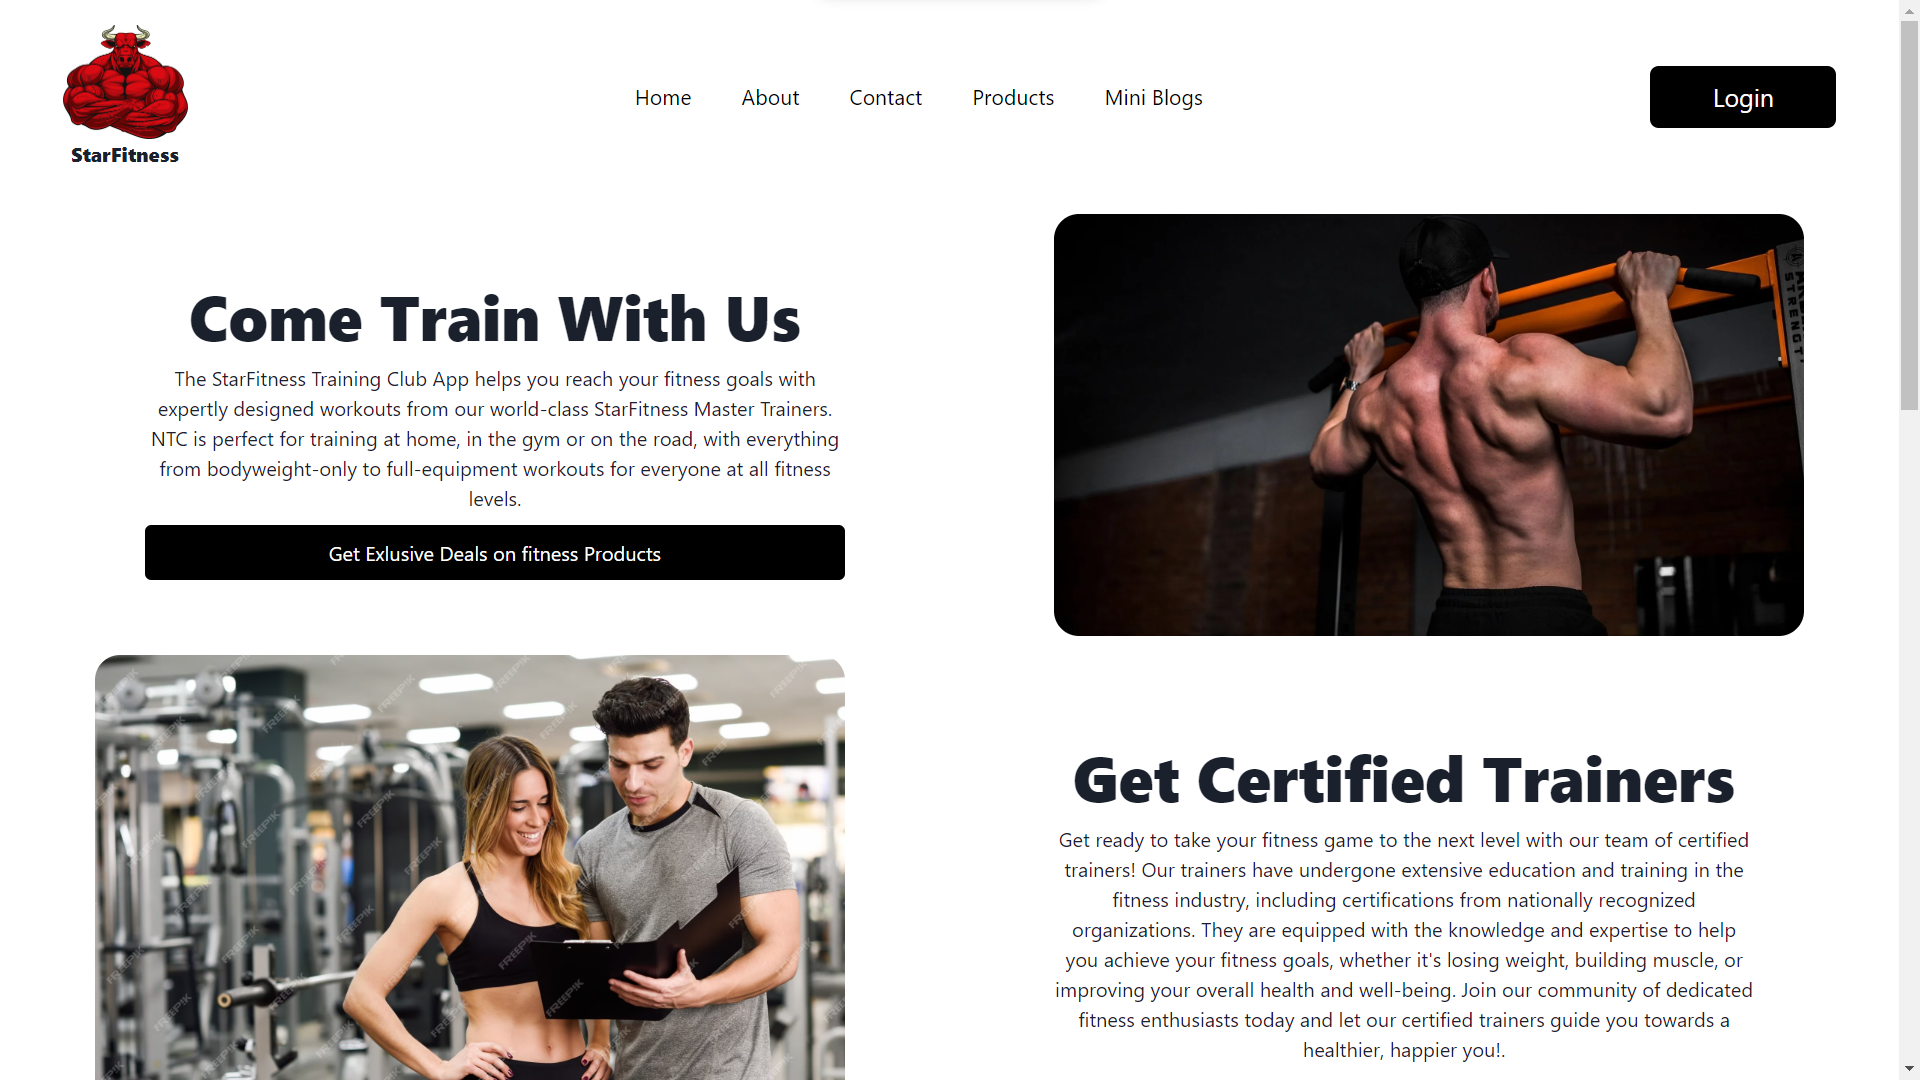 StarFitness
Home
About
Contact
Products
Mini Blogs
Login
Come Train With Us
The StarFitness Training Club App helps you reach your fitness goals with
expertly designed workouts from our world-class StarFitness Master Trainers.
NTC is perfect for training at home, in the gym or on the road, with everything
from bodyweight-only to full-equipment workouts for everyone at all fitness
levels.
Get Exlusive Deals on fitness Products
STRENGT
FREEPIK
Get Certified Trainers
Get ready to take your fitness game to the next level with our team of certified
trainers! Our trainers have undergone extensive education and training in the
fitness industry, including certifications from nationally recognized
organizations. They are equipped with the knowledge and expertise to help
you achieve your fitness goals, whether it's losing weight, building muscle, or
improving your overall health and well-being. Join our community of dedicated
fitness enthusiasts today and let our certified trainers guide you towards a
healthier, happier you!.